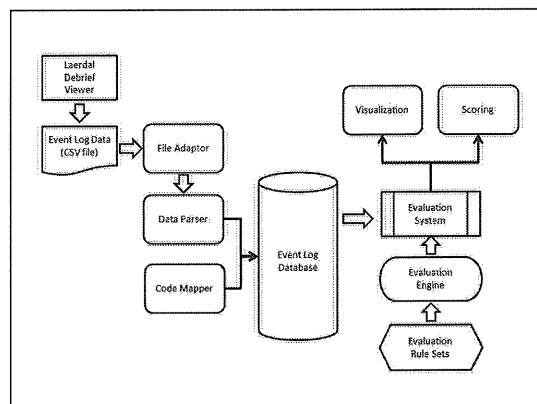 Laerdal
Debrief
Viewer
Event Log Data
(CSV file)
File Adaptor
Data Parser
Code Mapper
Event Log
Database
Visualization
Scoring
Evaluation
System
Evaluation
Engine
Evaluation
Rule Sets